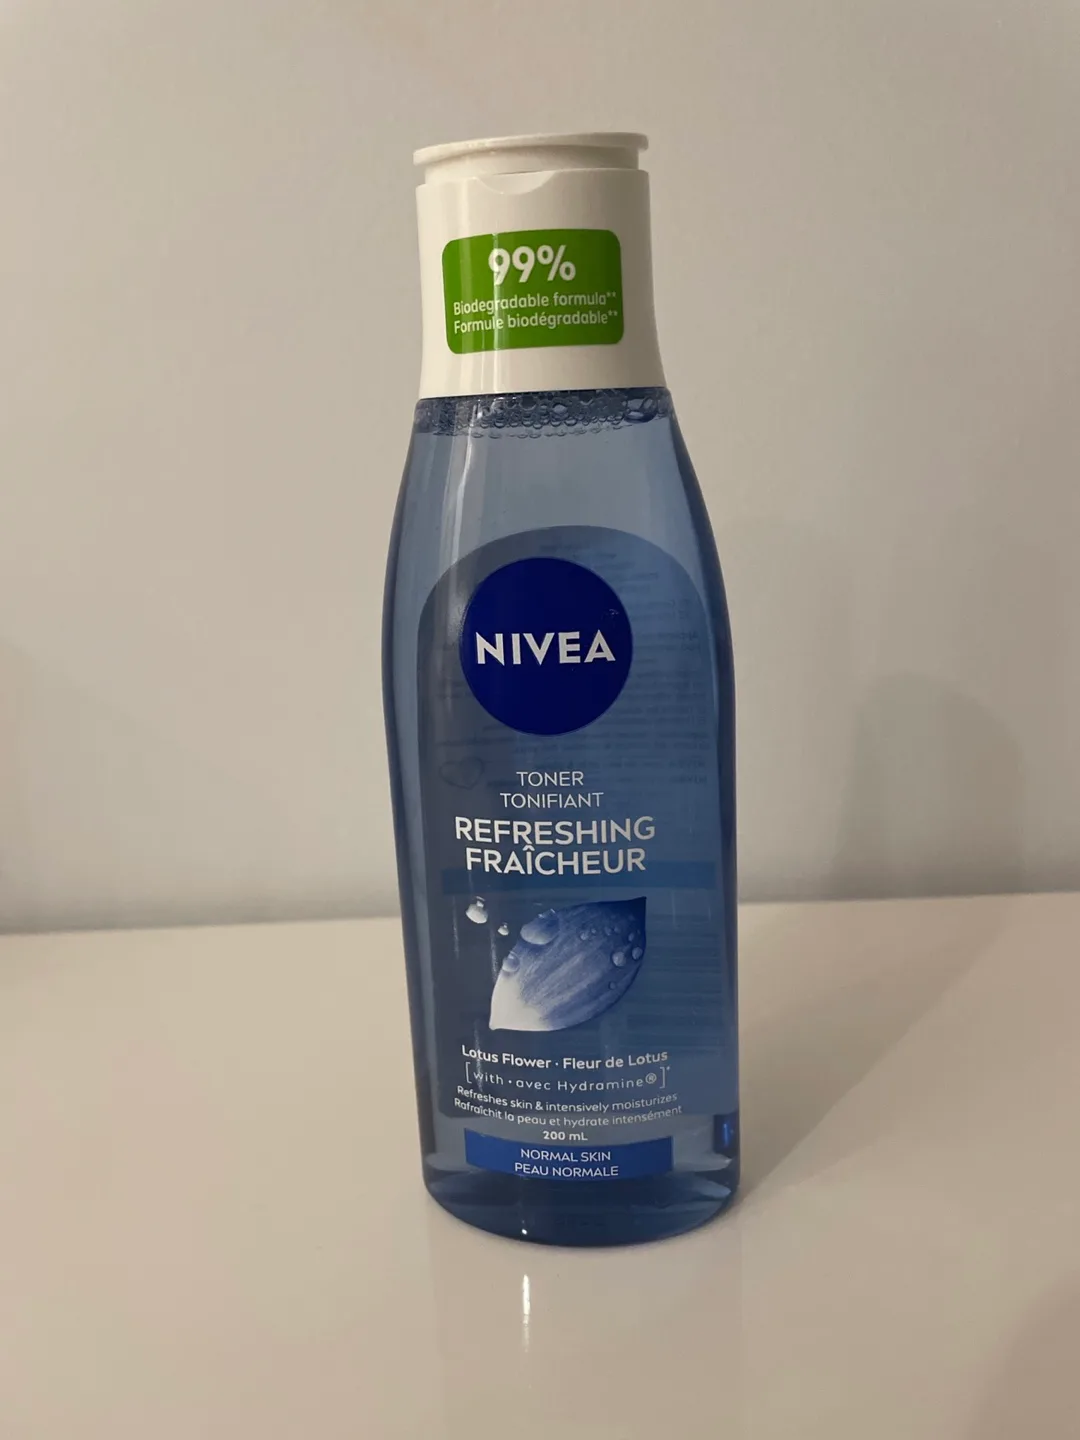 99%
Biodegradable formula**
Formule biodégradable**
NIVEA
TONER
TONIFIANT
REFRESHING
FRAÎCHEUR
Lotus Flower · Fleur de Lotus
[with · avec Hydramine®]*
Refreshes skin & intensively moisturizes
Rafraîchit la peau et hydrate intensément
200 mL
NORMAL SKIN
PEAU NORMALE